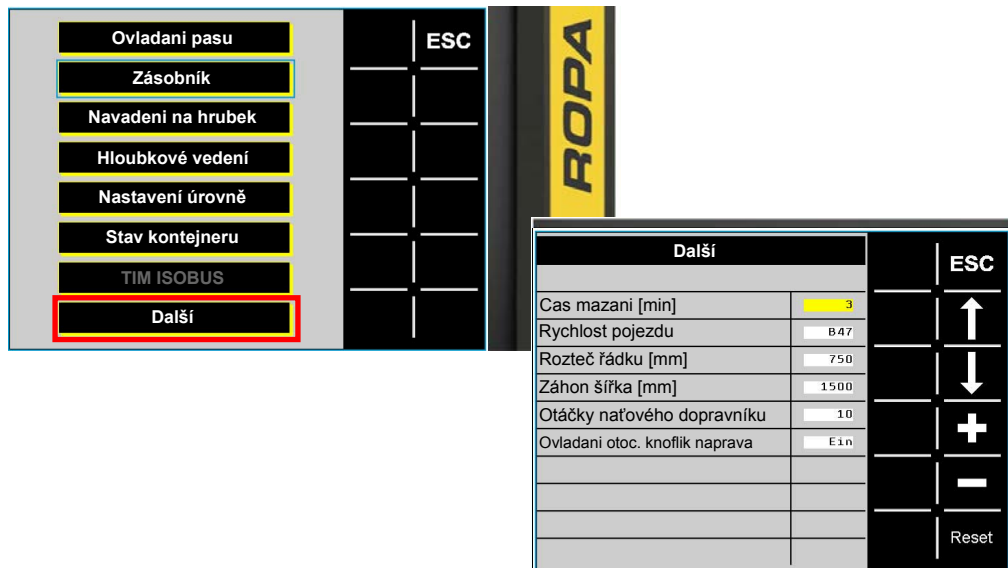 Ovladani pasu
ESC
Zásobník
Navadeni na hrubek
Hloubkové vedení
Nastavení úrovně
Stav kontejneru
TIM ISOBUS
Další
ROPA
Další
ESC
Cas mazani [min] 3
Rychlost pojezdu B47
Rozteč řádku [mm] 750
Záhon šířka [mm] 1500
Otáčky naťového dopravníku 10
Ovladani otoc. knoflik naprava Ein
Reset